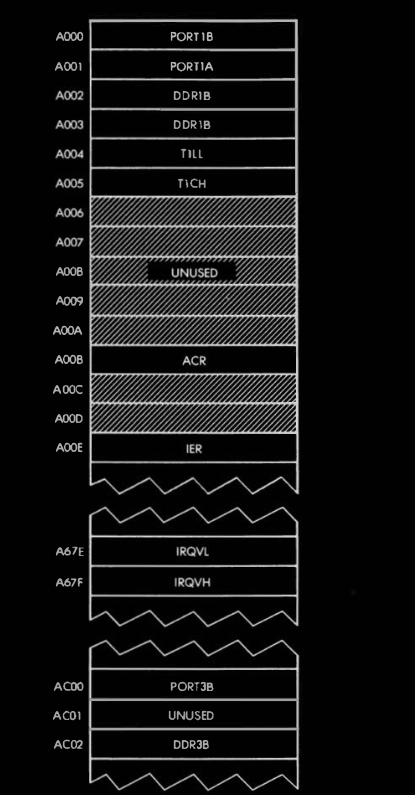 A000 PORT1B
A001 PORT1A
A002 DDR1B
A003 DDR1B
A004 T1LL
A005 T1CH
A006
A007
A00B UNUSED
A009
A00A
A00B ACR
A00C
A00D
A00E IER
A67E IRQVL
A67F IRQVH
AC00 PORT3B
AC01 UNUSED
AC02 DDR3B